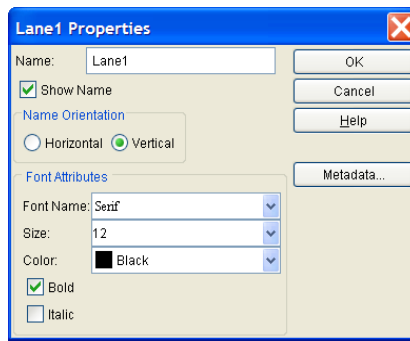 Lane1 Properties
Name: Lane1
OK
Show Name
Cancel
Name Orientation
Help
Horizontal Vertical
Metadata...
Font Attributes
Font Name: Serif
Size: 12
Color: Black
Bold
Italic